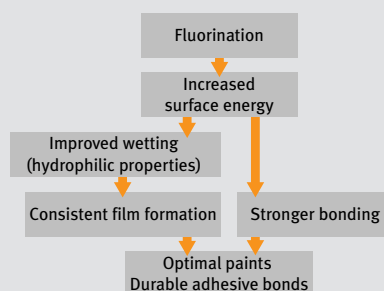 Fluorination
Increased
surface energy
Improved wetting
(hydrophilic properties)
Consistent film formation
Stronger bonding
Optimal paints
Durable adhesive bonds